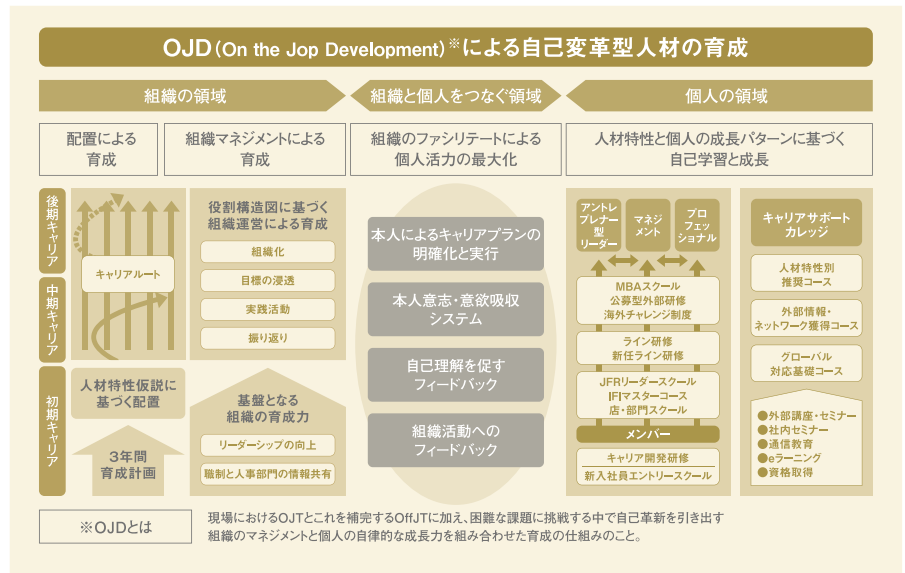 OJD(On the Jop Development)※による自己変革型人材の育成
組織の領域
組織と個人をつなぐ領域
個人の領域
配置による
育成
組織マネジメントによる
育成
組織のファシリテートによる
個人活力の最大化
人材特性と個人の成長パターンに基づく
自己学習と成長
後期キャリア
中期キャリア
初期キャリア
キャリアルート
人材特性仮説に
基づく配置
3年間
育成計画
役割構造図に基づく
組織運営による育成
組織化
目標の浸透
実践活動
振り返り
基盤となる
組織の育成力
リーダーシップの向上
職制と人事部門の情報共有
本人によるキャリアプランの
明確化と実行
本人意志・意欲吸収
システム
自己理解を促す
フィードバック
組織活動への
フィードバック
アントレ
プレナー
型
リーダー
マネジ
メント
プロ
フェッ
ショナル
MBAスクール
公募型外部研修
海外チャレンジ制度
ライン研修
新任ライン研修
JFRリーダースクール
IFIマスターコース
店・部門スクール
メンバー
キャリア開発研修
新入社員エントリースクール
キャリアサポート
カレッジ
人材特性別
推奨コース
外部情報・
ネットワーク獲得コース
グローバル
対応基礎コース
●外部講座・セミナー
●社内セミナー
●通信教育
●eラーニング
●資格取得
※OJDとは
現場におけるOJTとこれを補完するOffJTに加え、困難な課題に挑戦する中で自己革新を引き出す
組織のマネジメントと個人の自律的な成長力を組み合わせた育成の仕組みのこと。